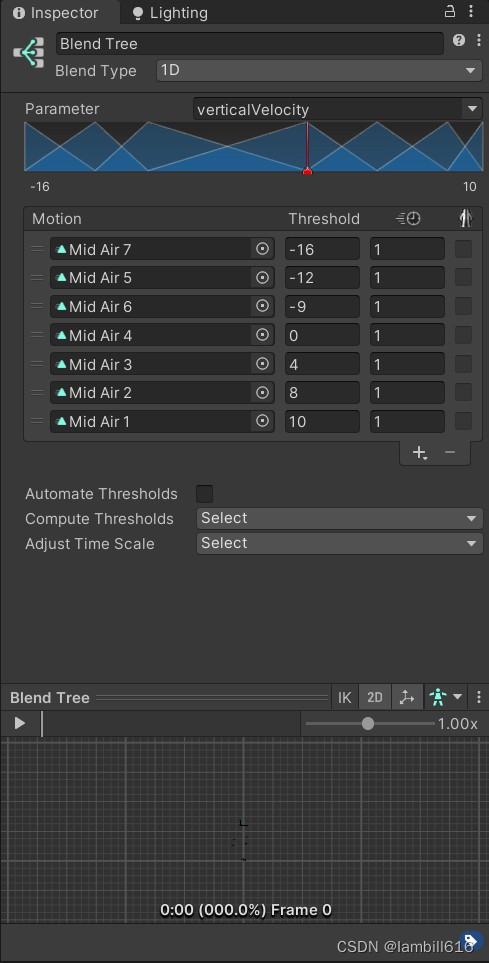 Inspector Lighting
Blend Tree
Blend Type 1D
Parameter verticalVelocity
-16 10
Motion Threshold
Mid Air 7 -16 1
Mid Air 5 -12 1
Mid Air 6 -9 1
Mid Air 4 0 1
Mid Air 3 4 1
Mid Air 2 8 1
Mid Air 1 10 1
Automate Thresholds
Compute Thresholds Select
Adjust Time Scale Select
Blend Tree IK 2D
1.00x
0:00 (000.0%) Frame 0
CSDN @lambill616